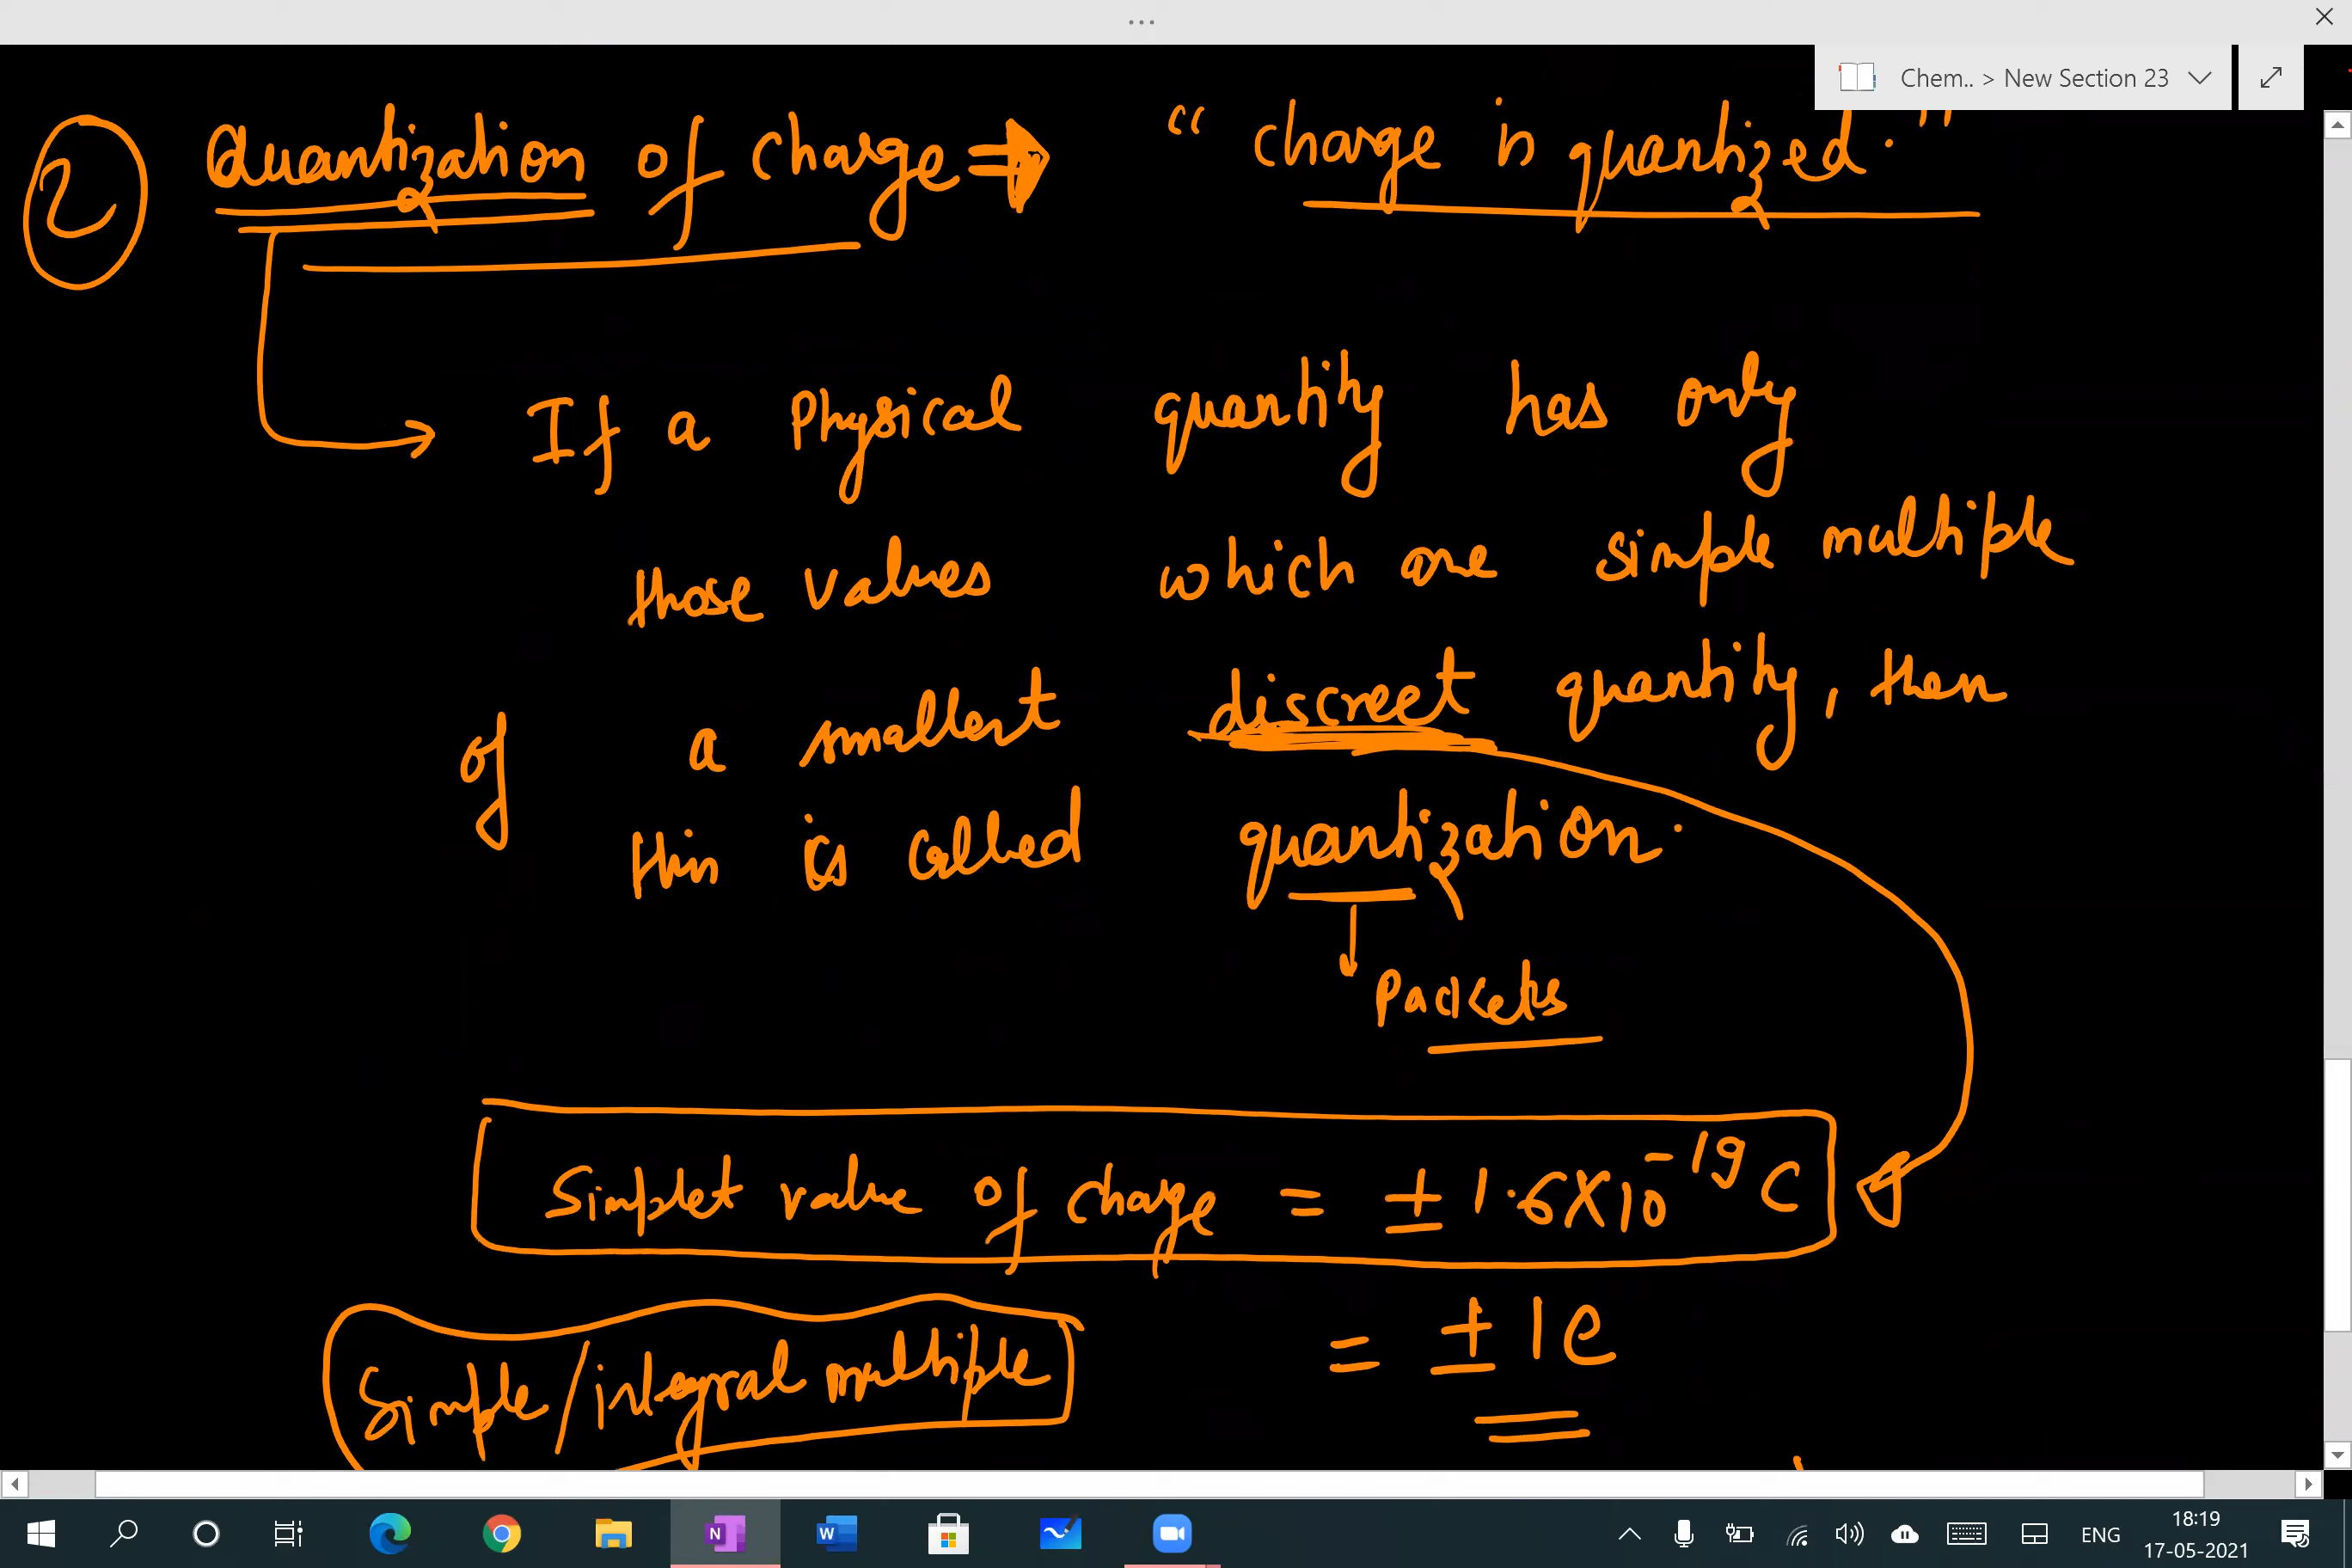 ...
Chem.. > New Section 23
② Quantization of charge ⇒ “ charge is quantized. ”
If a physical quantity has only
those values which are simple multiple
of a smallest discreet quantity, then
this is called quantization.
Packets
Simplet value of charge = ± 1.6 X 10⁻¹⁹ C
= ± 1e
Simple/integral multiple
N
W
ENG
18:19
17-05-2021